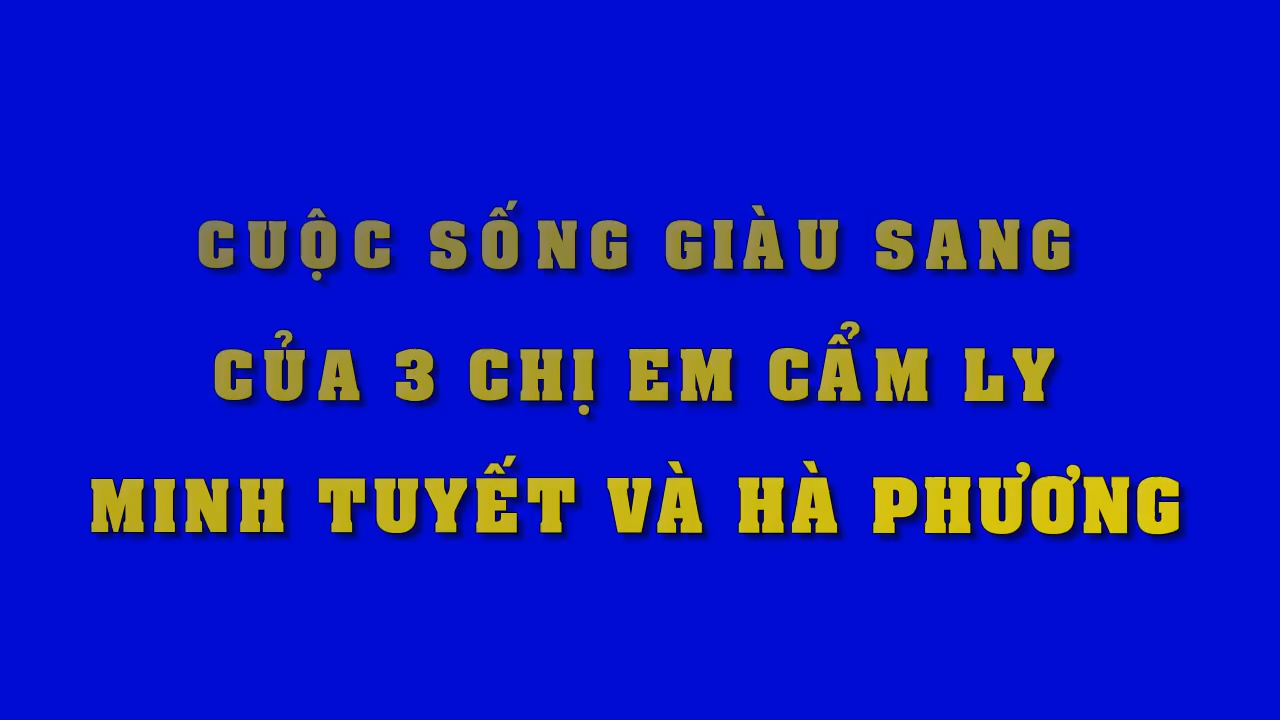 CUỘC SỐNG GIÀU SANG
CỦA 3 CHỊ EM CẨM LY
MINH TUYẾT VÀ HÀ PHƯƠNG